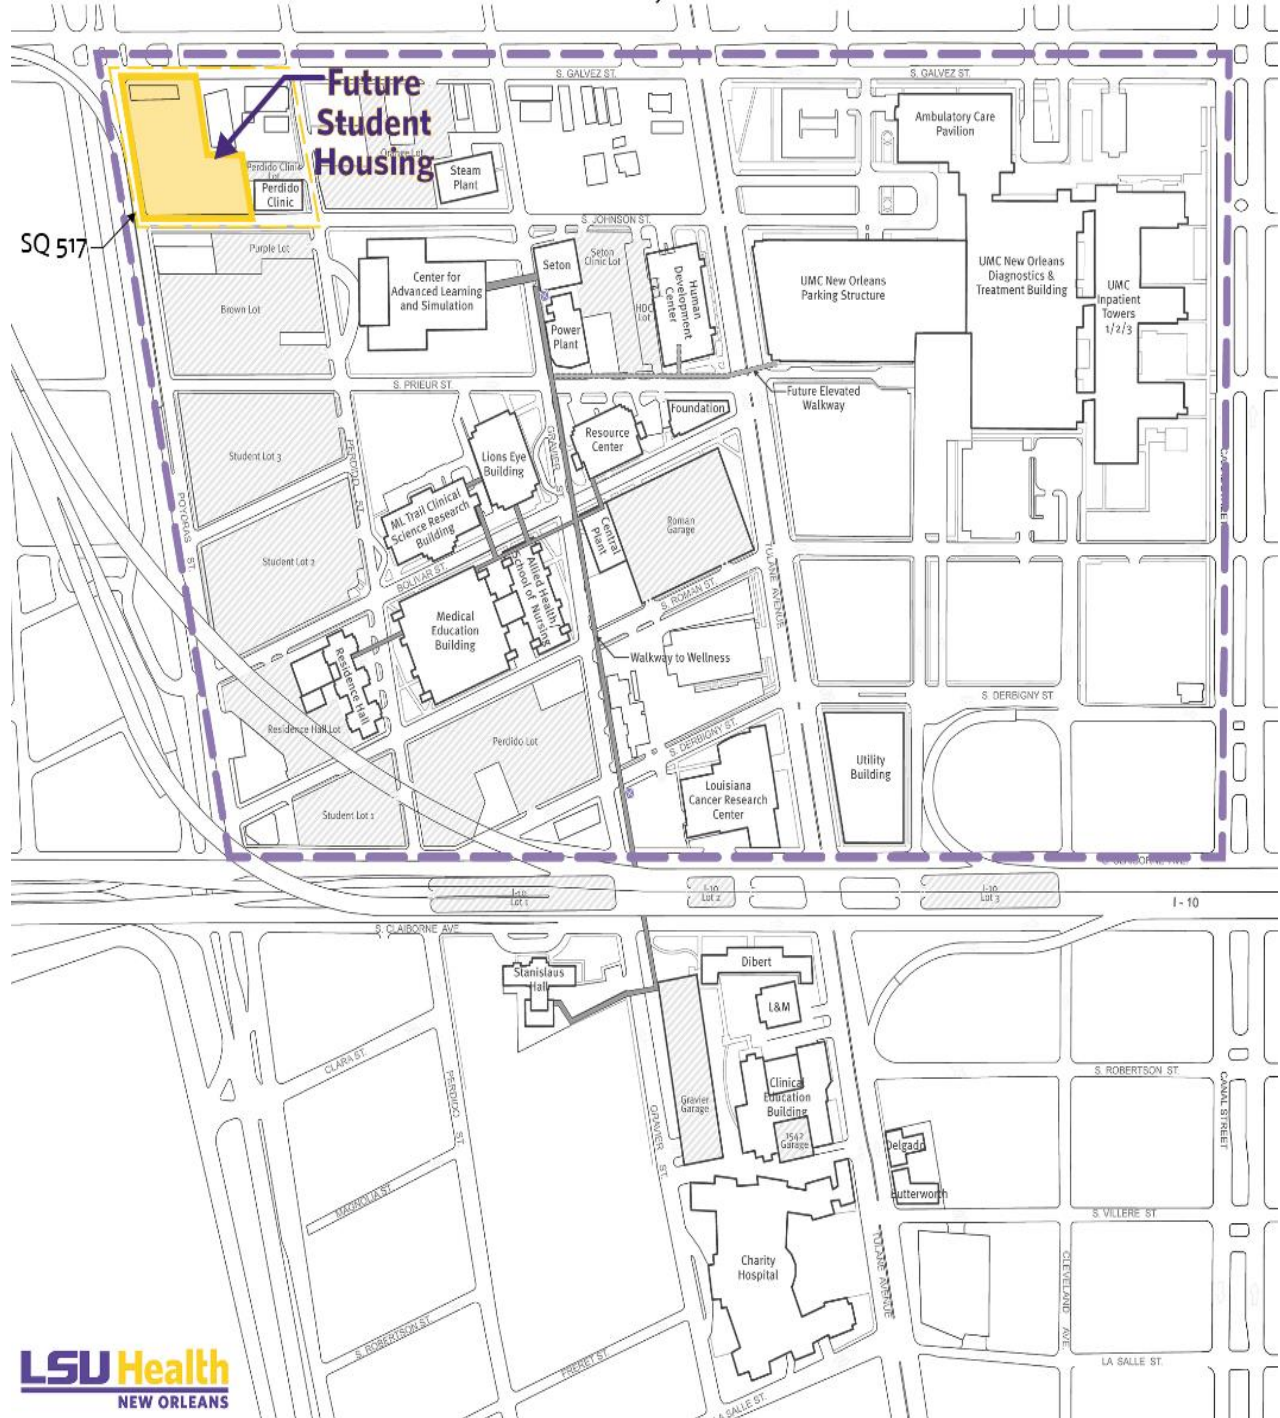 S. GALVEZ ST.
S. GALVEZ ST.
Future
Student
Housing
Orange Lot
Steam
Plant
Ambulatory Care
Pavilion
Perdido Clinic
Lot
Perdido
Clinic
SQ 517
S. JOHNSON ST.
Purple Lot
Brown Lot
Center for
Advanced Learning
and Simulation
Seton
Seton
Clinic Lot
HDC
Lot
Human
Development
Center
Power
Plant
UMC New Orleans
Parking Structure
UMC New Orleans
Diagnostics &
Treatment Building
UMC
Inpatient
Towers
1/2/3
S. PRIEUR ST.
Future Elevated
Walkway
Foundation
Resource
Center
Lions Eye
Building
GRAVIER ST.
Student Lot 3
PERDIDO ST.
POYDRAS ST.
ML Trail Clinical
Science Research
Building
Central
Plant
Roman
Garage
TULANE AVENUE
Student Lot 2
BOLIVAR ST.
Allied Health/
School of Nursing
Medical
Education
Building
S. ROMAN ST.
Walkway to Wellness
Residence Hall
Residence Hall Lot
Perdido Lot
S. DERBIGNY ST.
S. DERBIGNY ST.
Utility
Building
Louisiana
Cancer Research
Center
Student Lot 1
S. CLAIBORNE AVE.
I-10
Lot 1
I-10
Lot 2
I-10
Lot 3
I - 10
S. CLAIBORNE AVE.
Stanislaus
Hall
Dibert
L&M
CLARA ST.
PERDIDO ST.
GRAVIER ST.
Gravier
Garage
Clinical
Education
Building
1542
Garage
S. ROBERTSON ST.
CANAL STREET
Delgado
Butterworth
MAGNOLIA ST.
S. VILLERE ST.
Charity
Hospital
TULANE AVENUE
CLEVELAND AVE.
S. ROBERTSON ST.
FRERET ST.
LA SALLE ST.
LA SALLE ST.
LSU Health
NEW ORLEANS